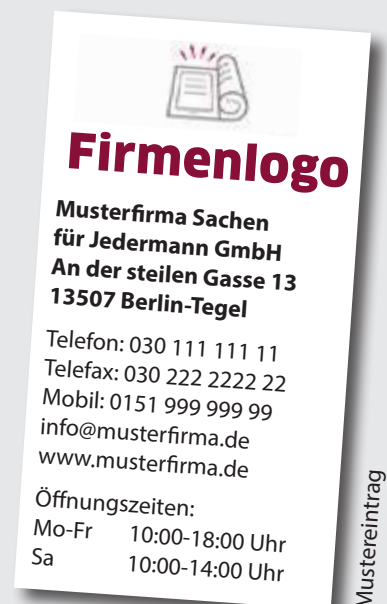 Firmenlogo
Musterfirma Sachen
für Jedermann GmbH
An der steilen Gasse 13
13507 Berlin-Tegel
Telefon: 030 111 111 11
Telefax: 030 222 2222 22
Mobil: 0151 999 999 99
info@musterfirma.de
www.musterfirma.de
Öffnungszeiten:
Mo-Fr 10:00-18:00 Uhr
Sa 10:00-14:00 Uhr
Mustereintrag